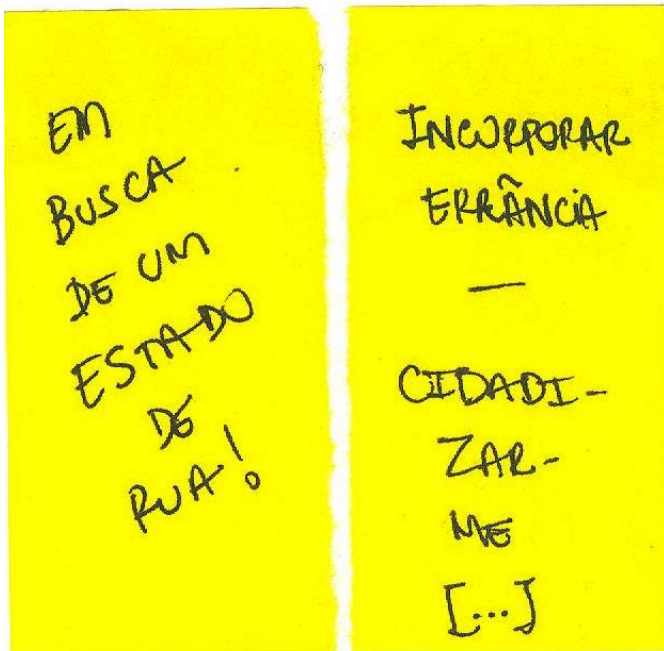 EM
BUSCA
DE UM
ESTADO
DE
RUA!
INCORPORAR
ERRÂNCIA
—
CIDADI-
ZAR-
ME
[...]